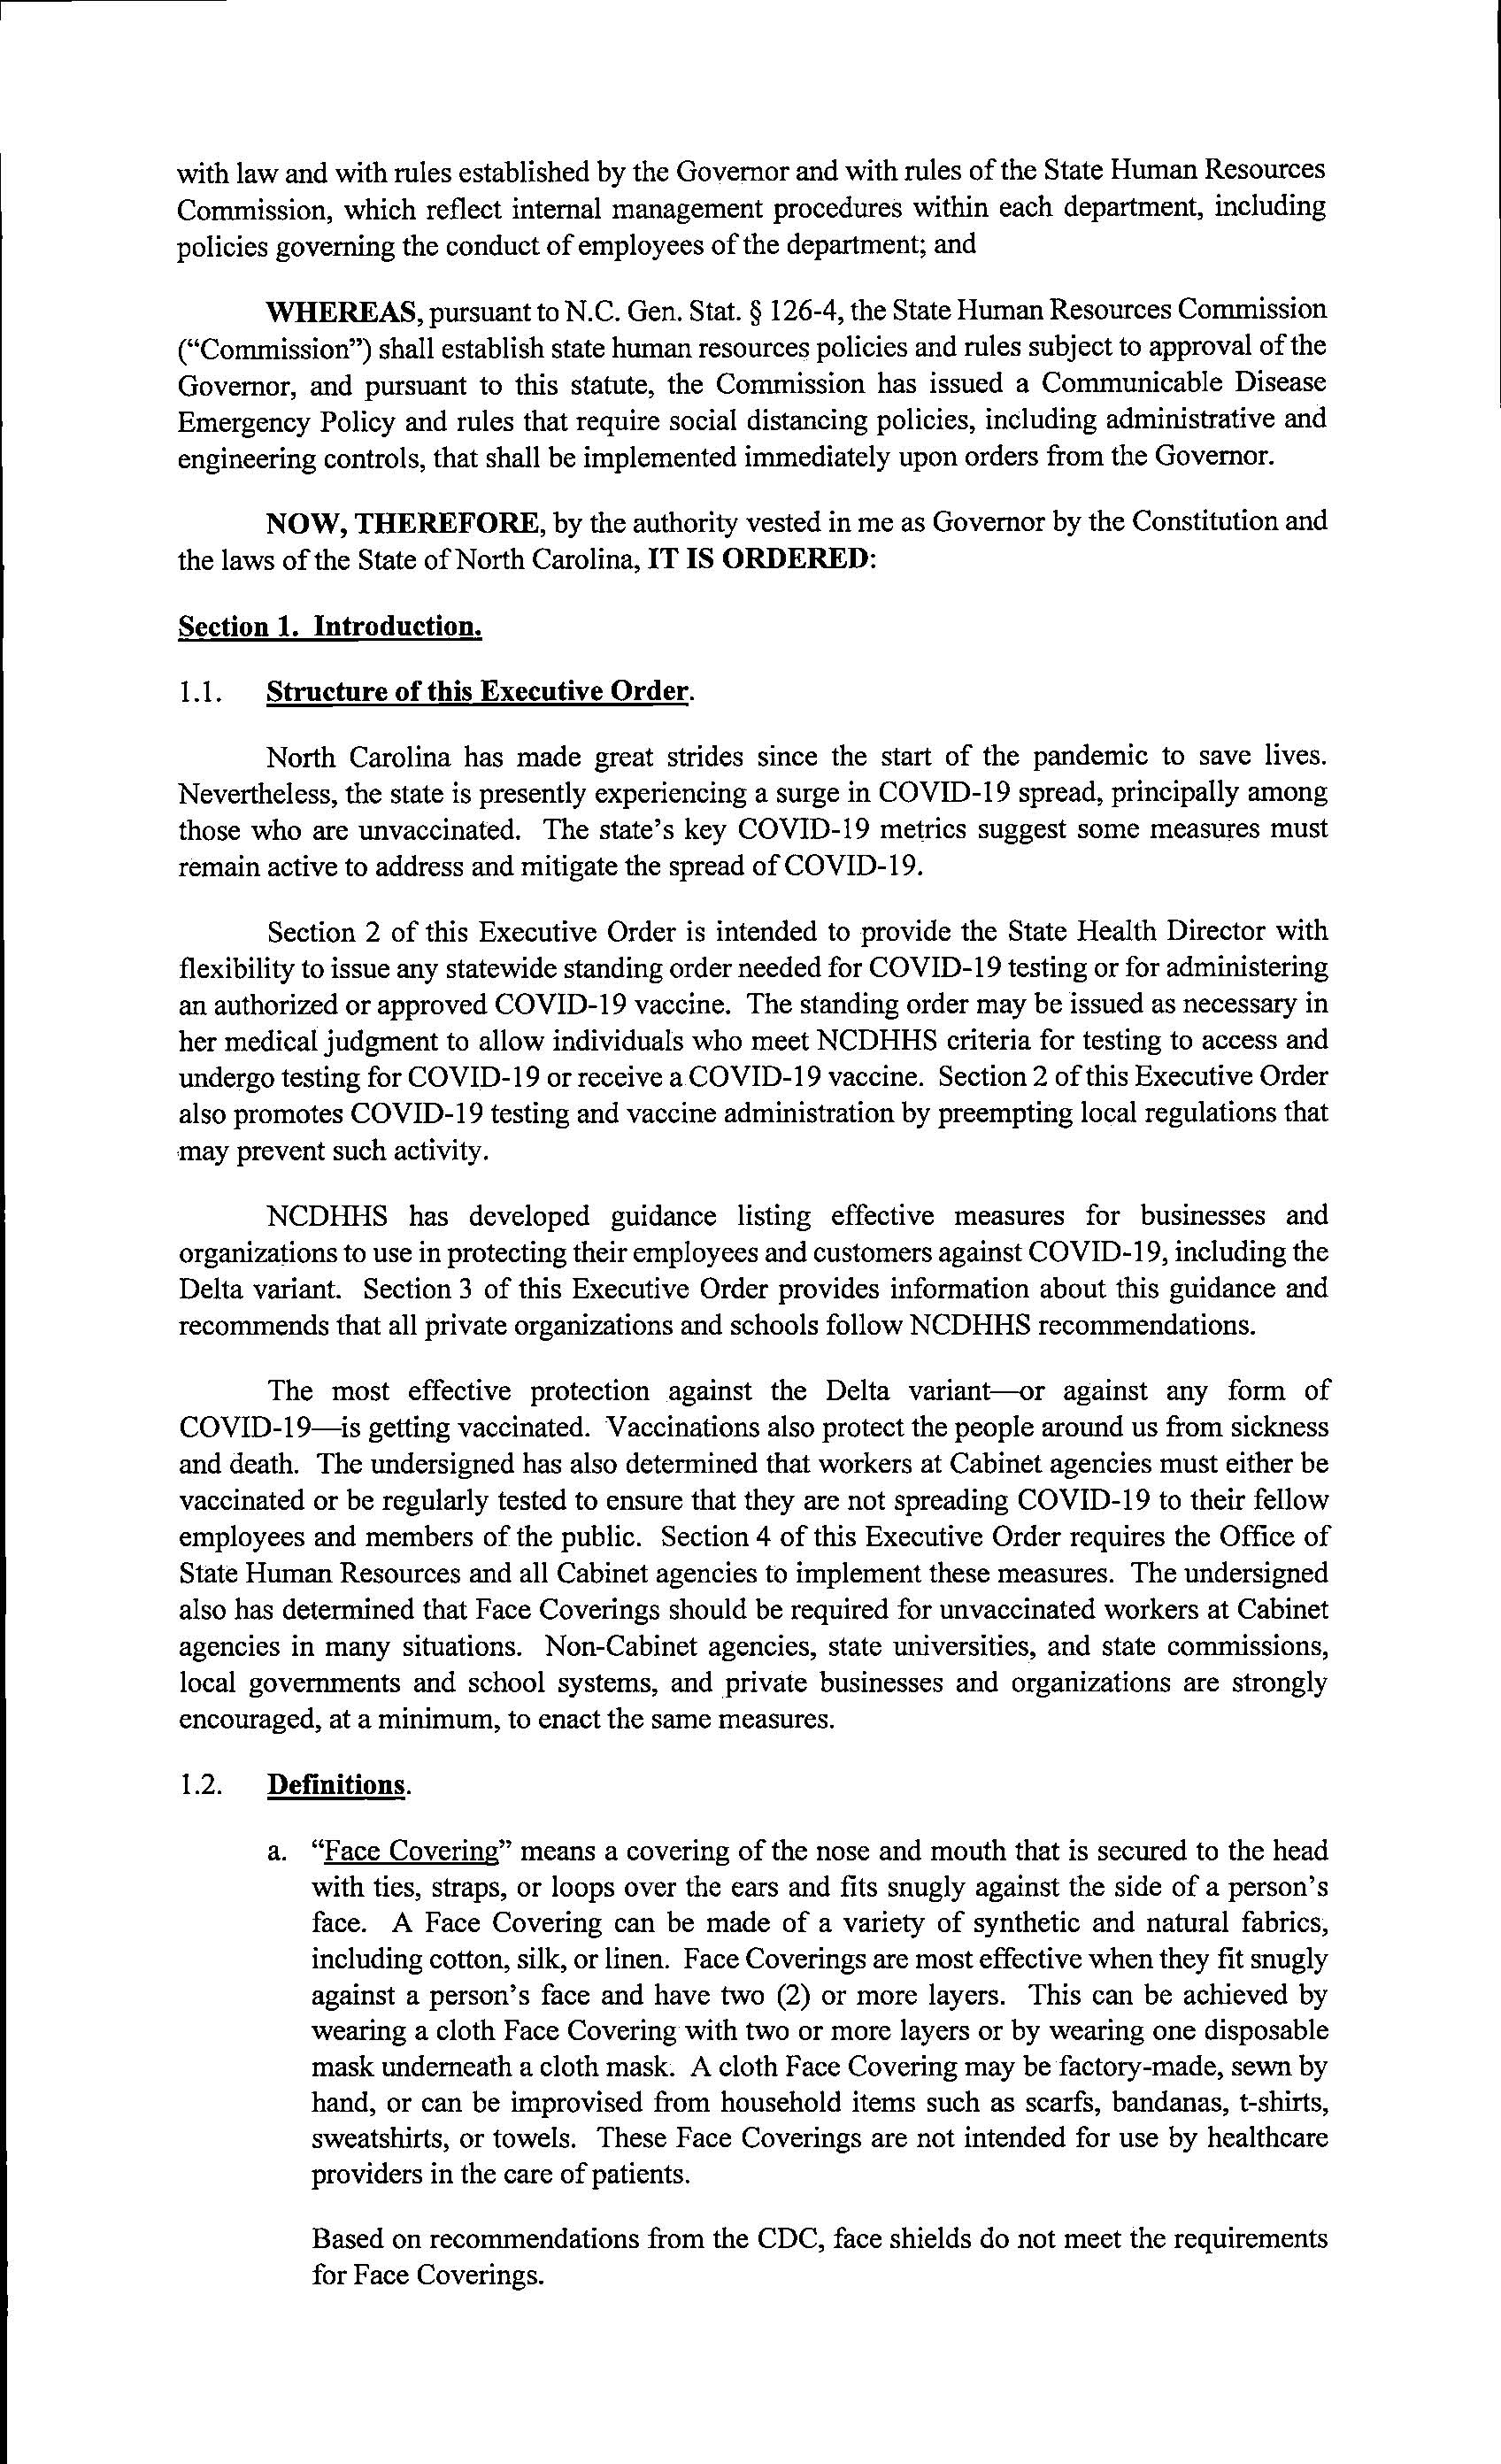 with law and with rules established by the Governor and with rules of the State Human Resources
Commission, which reflect internal management procedures within each department, including
policies governing the conduct of employees of the department; and
WHEREAS, pursuant to N.C. Gen. Stat. § 126-4, the State Human Resources Commission
("Commission") shall establish state human resources policies and rules subject to approval of the
Governor, and pursuant to this statute, the Commission has issued a Communicable Disease
Emergency Policy and rules that require social distancing policies, including administrative and
engineering controls, that shall be implemented immediately upon orders from the Governor.
NOW, THEREFORE, by the authority vested in me as Governor by the Constitution and
the laws of the State of North Carolina, IT IS ORDERED:
Section 1. Introduction.
1.1. Structure of this Executive Order.
North Carolina has made great strides since the start of the pandemic to save lives.
Nevertheless, the state is presently experiencing a surge in COVID-19 spread, principally among
those who are unvaccinated. The state's key COVID-19 metrics suggest some measures must
remain active to address and mitigate the spread of COVID-19.
Section 2 of this Executive Order is intended to provide the State Health Director with
flexibility to issue any statewide standing order needed for COVID-19 testing or for administering
an authorized or approved COVID-19 vaccine. The standing order may be issued as necessary in
her medical judgment to allow individuals who meet NCDHHS criteria for testing to access and
undergo testing for COVID-19 or receive a COVID-19 vaccine. Section 2 of this Executive Order
also promotes COVID-19 testing and vaccine administration by preempting local regulations that
may prevent such activity.
NCDHHS has developed guidance listing effective measures for businesses and
organizations to use in protecting their employees and customers against COVID-19, including the
Delta variant. Section 3 of this Executive Order provides information about this guidance and
recommends that all private organizations and schools follow NCDHHS recommendations.
The most effective protection against the Delta variant—or against any form of
COVID-19—is getting vaccinated. Vaccinations also protect the people around us from sickness
and death. The undersigned has also determined that workers at Cabinet agencies must either be
vaccinated or be regularly tested to ensure that they are not spreading COVID-19 to their fellow
employees and members of the public. Section 4 of this Executive Order requires the Office of
State Human Resources and all Cabinet agencies to implement these measures. The undersigned
also has determined that Face Coverings should be required for unvaccinated workers at Cabinet
agencies in many situations. Non-Cabinet agencies, state universities, and state commissions,
local governments and school systems, and private businesses and organizations are strongly
encouraged, at a minimum, to enact the same measures.
1.2. Definitions.
a. "Face Covering" means a covering of the nose and mouth that is secured to the head
with ties, straps, or loops over the ears and fits snugly against the side of a person's
face. A Face Covering can be made of a variety of synthetic and natural fabrics,
including cotton, silk, or linen. Face Coverings are most effective when they fit snugly
against a person's face and have two (2) or more layers. This can be achieved by
wearing a cloth Face Covering with two or more layers or by wearing one disposable
mask underneath a cloth mask. A cloth Face Covering may be factory-made, sewn by
hand, or can be improvised from household items such as scarfs, bandanas, t-shirts,
sweatshirts, or towels. These Face Coverings are not intended for use by healthcare
providers in the care of patients.
Based on recommendations from the CDC, face shields do not meet the requirements
for Face Coverings.